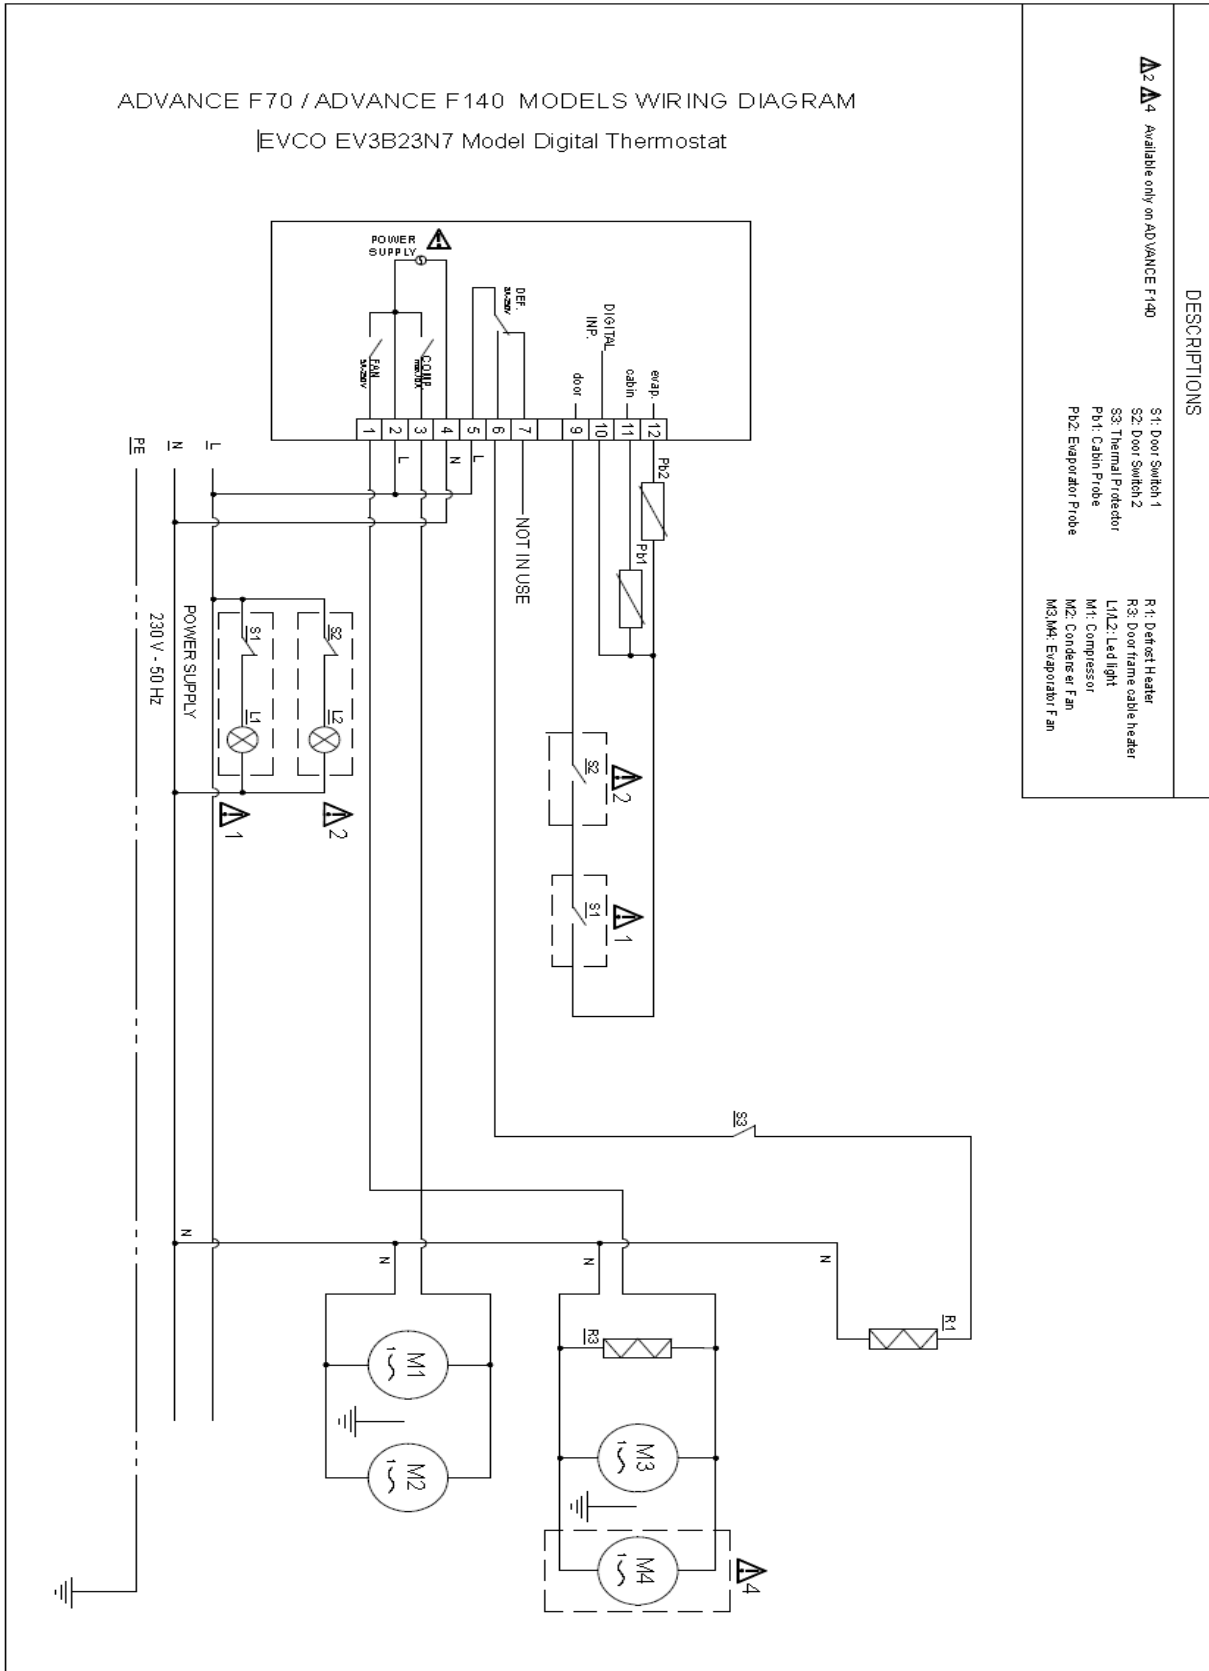 ADVANCE F70 / ADVANCE F140 MODELS WIRING DIAGRAM
EVCO EV3B23N7 Model Digital Thermostat
DESCRIPTIONS
2 4 Available only on ADVANCE F140
S1: Door Switch 1
S2: Door Switch 2
S3: Thermal Protector
Pb1: Cabin Probe
Pb2: Evaporator Probe
R1: Defrost Heater
R3: Door frame cable heater
L1/L2: Led light
M1: Compressor
M2: Condenser Fan
M3,M4: Evaporator Fan
POWER
SUPPLY
FAN
COMP.
DEF.
DIGITAL
INP.
door
cabin
evap.
1 2 3 4 5 6 7 9 10 11 12
L
N
L
NOT IN USE
Pb2
Pb1
PE
N
L
POWER SUPPLY
230 V - 50 Hz
S1
S2
L1
L2
1
2
S2
2
S1
1
S3
N
N
N
N
R1
R3
M1
1
M2
1
M3
1
M4
1
4